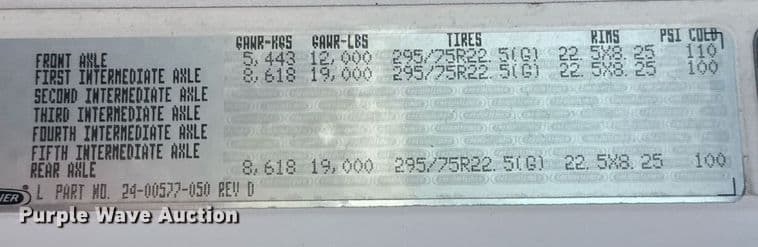 GAWR-KGS GAWR-LBS TIRES RIMS PSI COLD
FRONT AXLE 5,443 12,000 295/75R22.5(G) 22.5X8.25 110
FIRST INTERMEDIATE AXLE 8,618 19,000 295/75R22.5(G) 22.5X8.25 100
SECOND INTERMEDIATE AXLE
THIRD INTERMEDIATE AXLE
FOURTH INTERMEDIATE AXLE
FIFTH INTERMEDIATE AXLE
REAR AXLE 8,618 19,000 295/75R22.5(G) 22.5X8.25 100
L PART NO. 24-00577-050 REV D
Purple Wave Auction